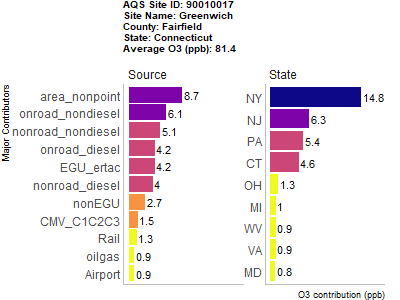 AQS Site ID: 90010017
Site Name: Greenwich
County: Fairfield
State: Connecticut
Average O3 (ppb): 81.4
Major Contributors
Source
area_nonpoint 8.7
onroad_nondiesel 6.1
nonroad_nondiesel 5.1
onroad_diesel 4.2
EGU_ertac 4.2
nonroad_diesel 4
nonEGU 2.7
CMV_C1C2C3 1.5
Rail 1.3
oilgas 0.9
Airport 0.9
State
NY 14.8
NJ 6.3
PA 5.4
CT 4.6
OH 1.3
MI 1
WV 0.9
VA 0.9
MD 0.8
O3 contribution (ppb)